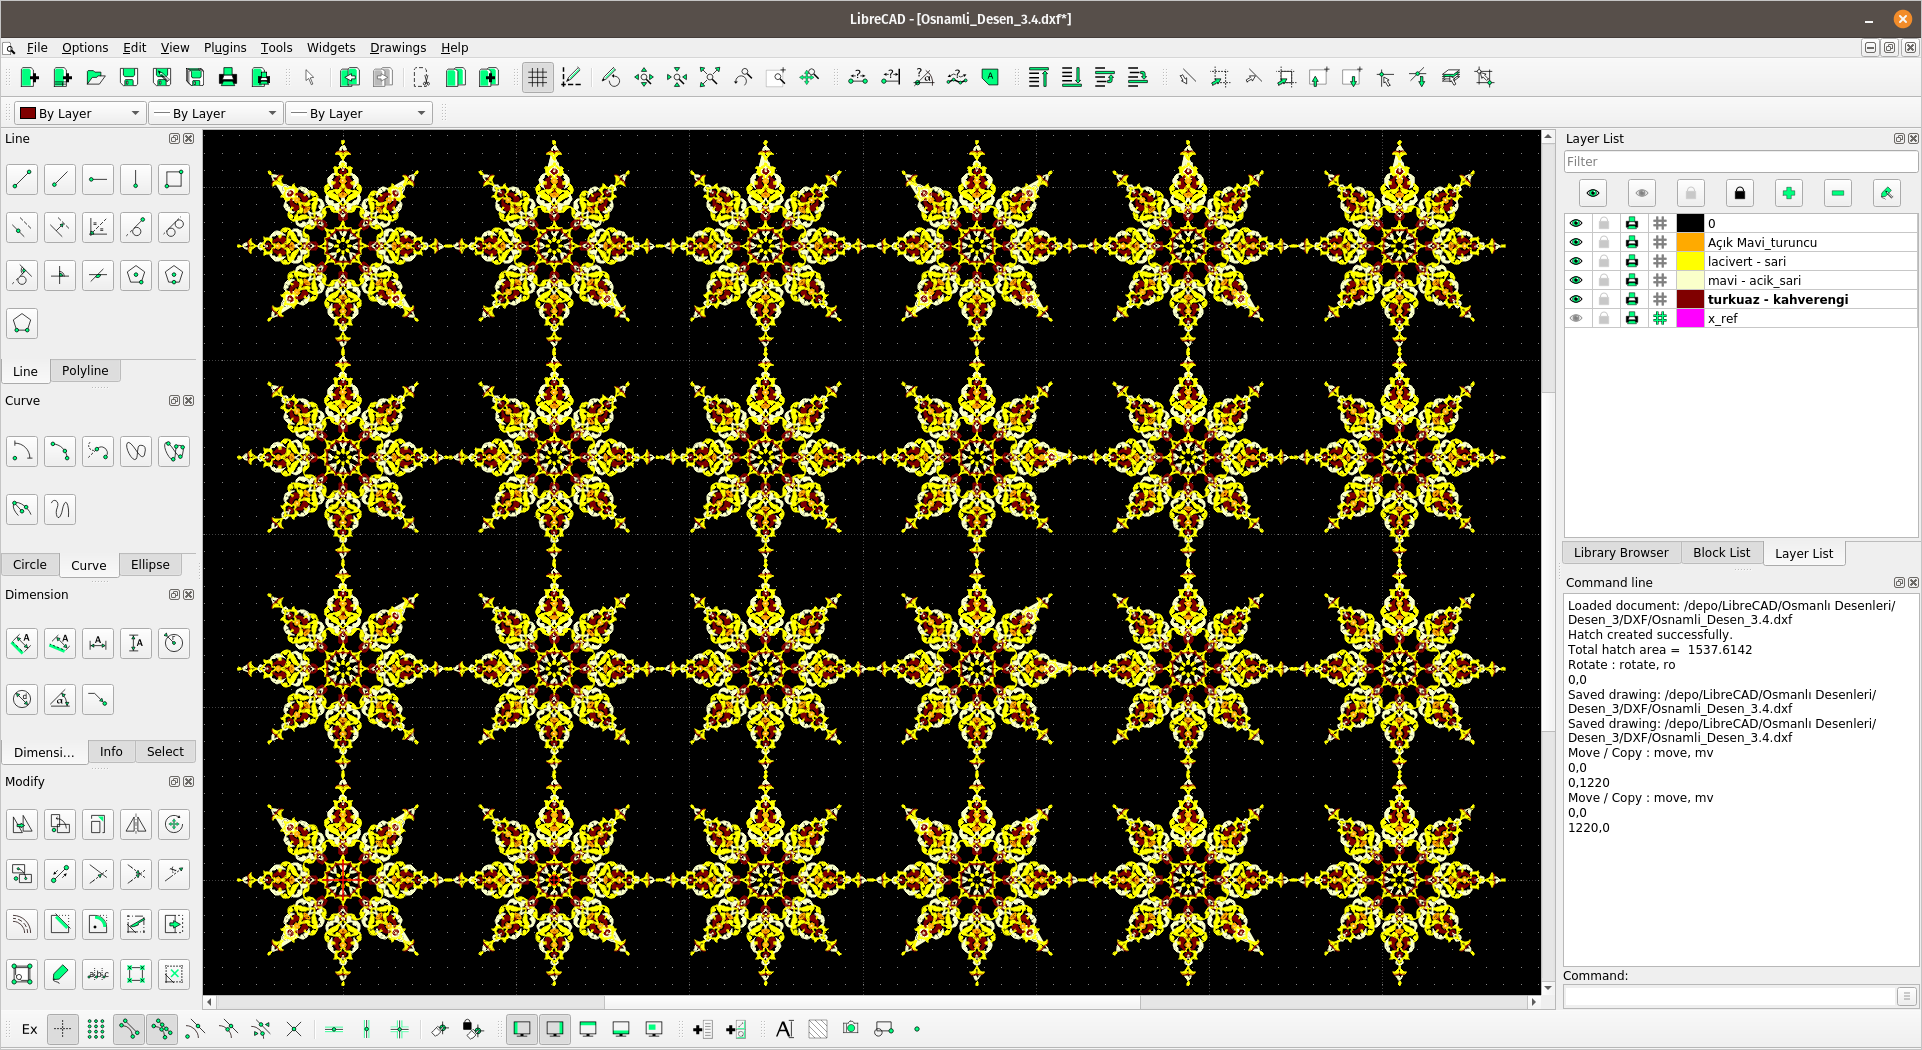 LibreCAD - [Osnamli_Desen_3.4.dxf*]
File Options Edit View Plugins Tools Widgets Drawings Help
By Layer By Layer By Layer
Line
Line Polyline
Curve
Circle Curve Ellipse
Dimension
Dimensi... Info Select
Modify
Layer List
Filter
0
Açık Mavi_turuncu
lacivert - sari
mavi - acik_sari
turkuaz - kahverengi
x_ref
Library Browser Block List Layer List
Command line
Loaded document: /depo/LibreCAD/Osmanlı Desenleri/
Desen_3/DXF/Osnamli_Desen_3.4.dxf
Hatch created successfully.
Total hatch area = 1537.6142
Rotate : rotate, ro
0,0
Saved drawing: /depo/LibreCAD/Osmanlı Desenleri/
Desen_3/DXF/Osnamli_Desen_3.4.dxf
Saved drawing: /depo/LibreCAD/Osmanlı Desenleri/
Desen_3/DXF/Osnamli_Desen_3.4.dxf
Move / Copy : move, mv
0,0
0,1220
Move / Copy : move, mv
0,0
1220,0
Command:
Ex